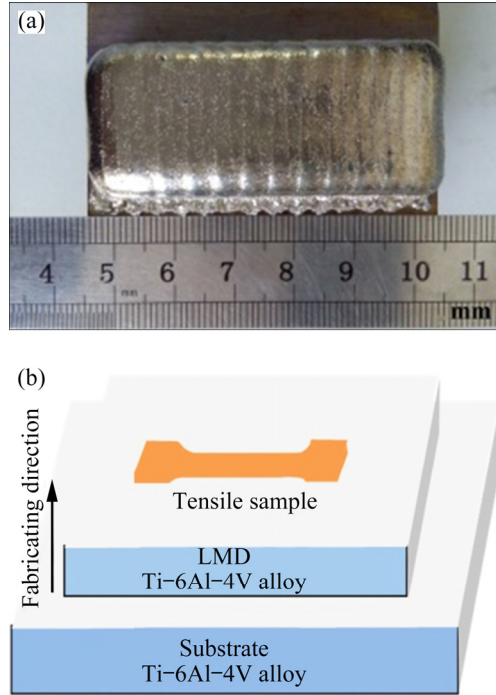 (a)
4 5 6 7 8 9 10 11
mm
mm
(b)
Fabricating direction
Tensile sample
LMD
Ti−6Al−4V alloy
Substrate
Ti−6Al−4V alloy